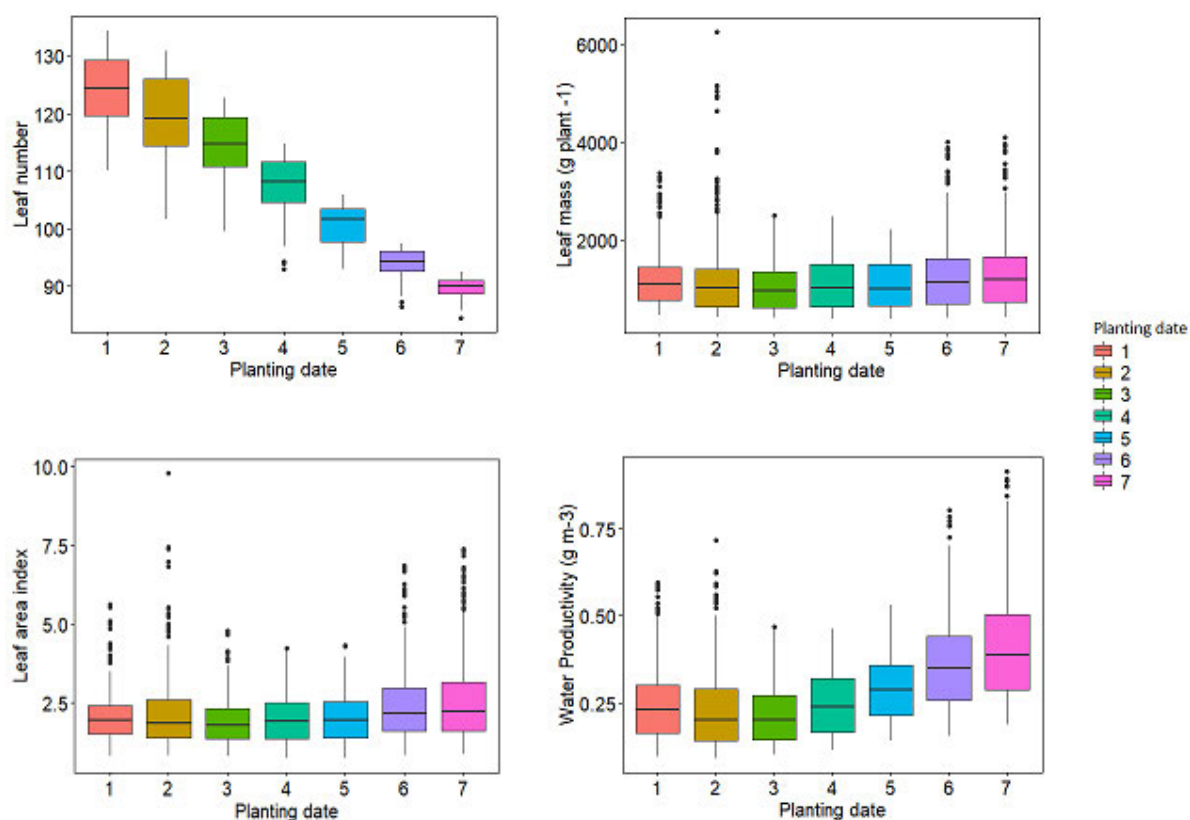 Leaf number
130
120
110
100
90
1 2 3 4 5 6 7
Planting date
Leaf mass (g plant -1)
6000
4000
2000
1 2 3 4 5 6 7
Planting date
Leaf area index
10.0
7.5
5.0
2.5
1 2 3 4 5 6 7
Planting date
Water Productivity (g m-3)
0.75
0.50
0.25
1 2 3 4 5 6 7
Planting date
Planting date
1
2
3
4
5
6
7